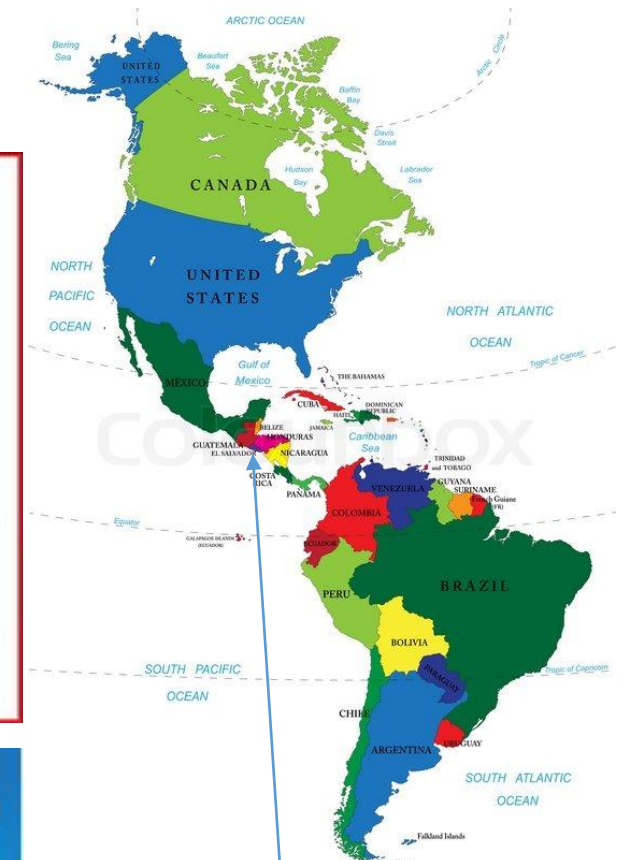 ARCTIC OCEAN
Bering
Sea
UNITED
STATES
Beaufort
Sea
Arctic Circle
Baffin
Bay
Davis
Strait
Hudson
Bay
Labrador
Sea
CANADA
NORTH
PACIFIC
OCEAN
UNITED
STATES
NORTH ATLANTIC
OCEAN
Tropic of Cancer
Gulf of
Mexico
MEXICO
THE BAHAMAS
CUBA
HAITI
DOMINICAN
REPUBLIC
JAMAICA
BELIZE
HONDURAS
GUATEMALA
EL SALVADOR
NICARAGUA
Caribbean
Sea
COSTA
RICA
PANAMA
TRINIDAD
and TOBAGO
VENEZUELA
GUYANA
SURINAME
French Guiane
(FR)
COLOMBIA
Equator
GALAPAGOS ISLANDS
(ECUADOR)
ECUADOR
PERU
BRAZIL
BOLIVIA
SOUTH PACIFIC
OCEAN
PARAGUAY
Tropic of Capricorn
CHILE
ARGENTINA
URUGUAY
SOUTH ATLANTIC
OCEAN
Falkland Islands